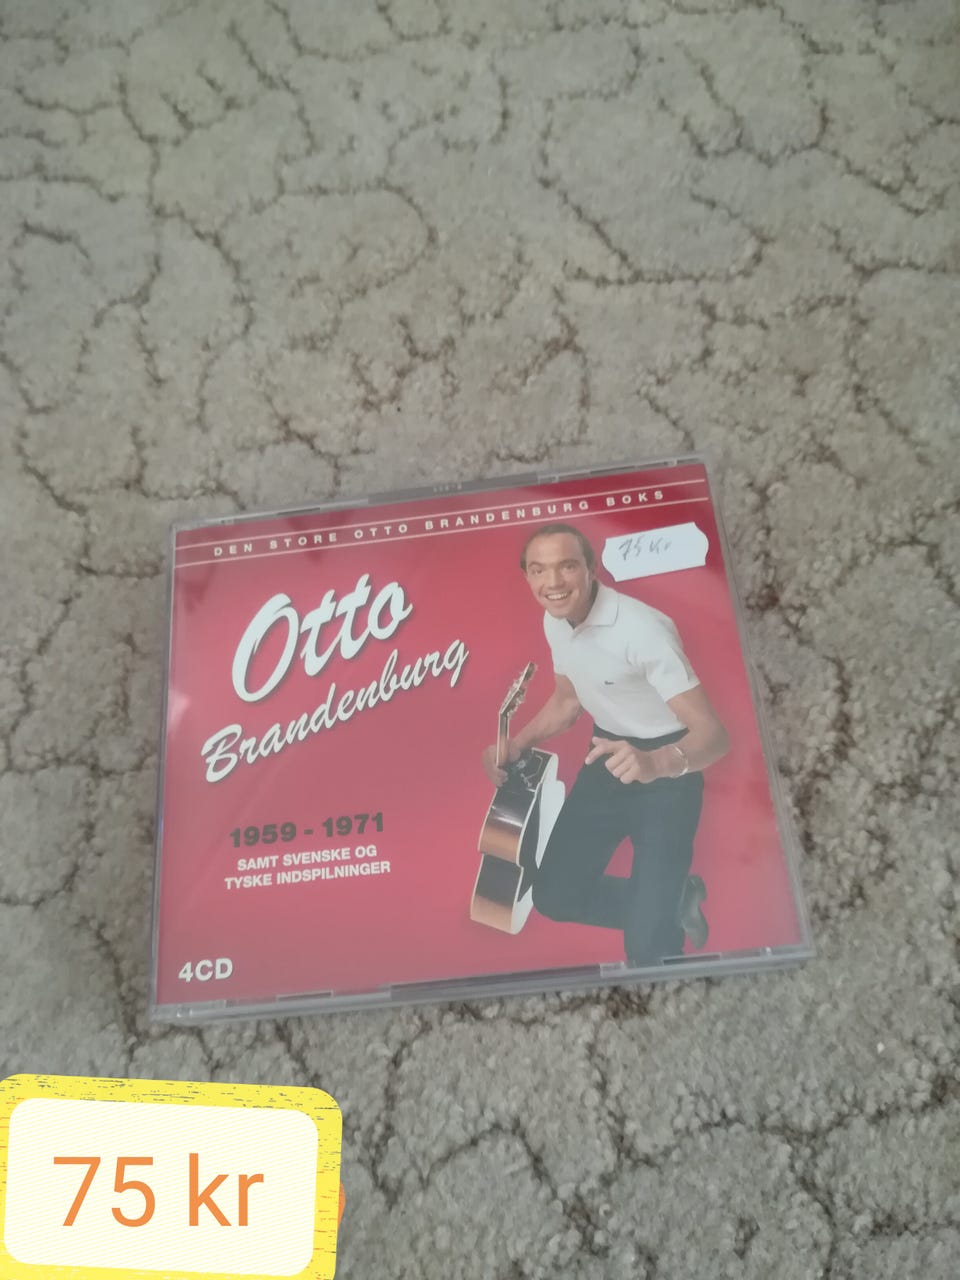 DEN STORE OTTO BRANDENBURG BOKS
75 kr
Otto
Brandenburg
1959 - 1971
SAMT SVENSKE OG
TYSKE INDSPILNINGER
4CD
75 kr